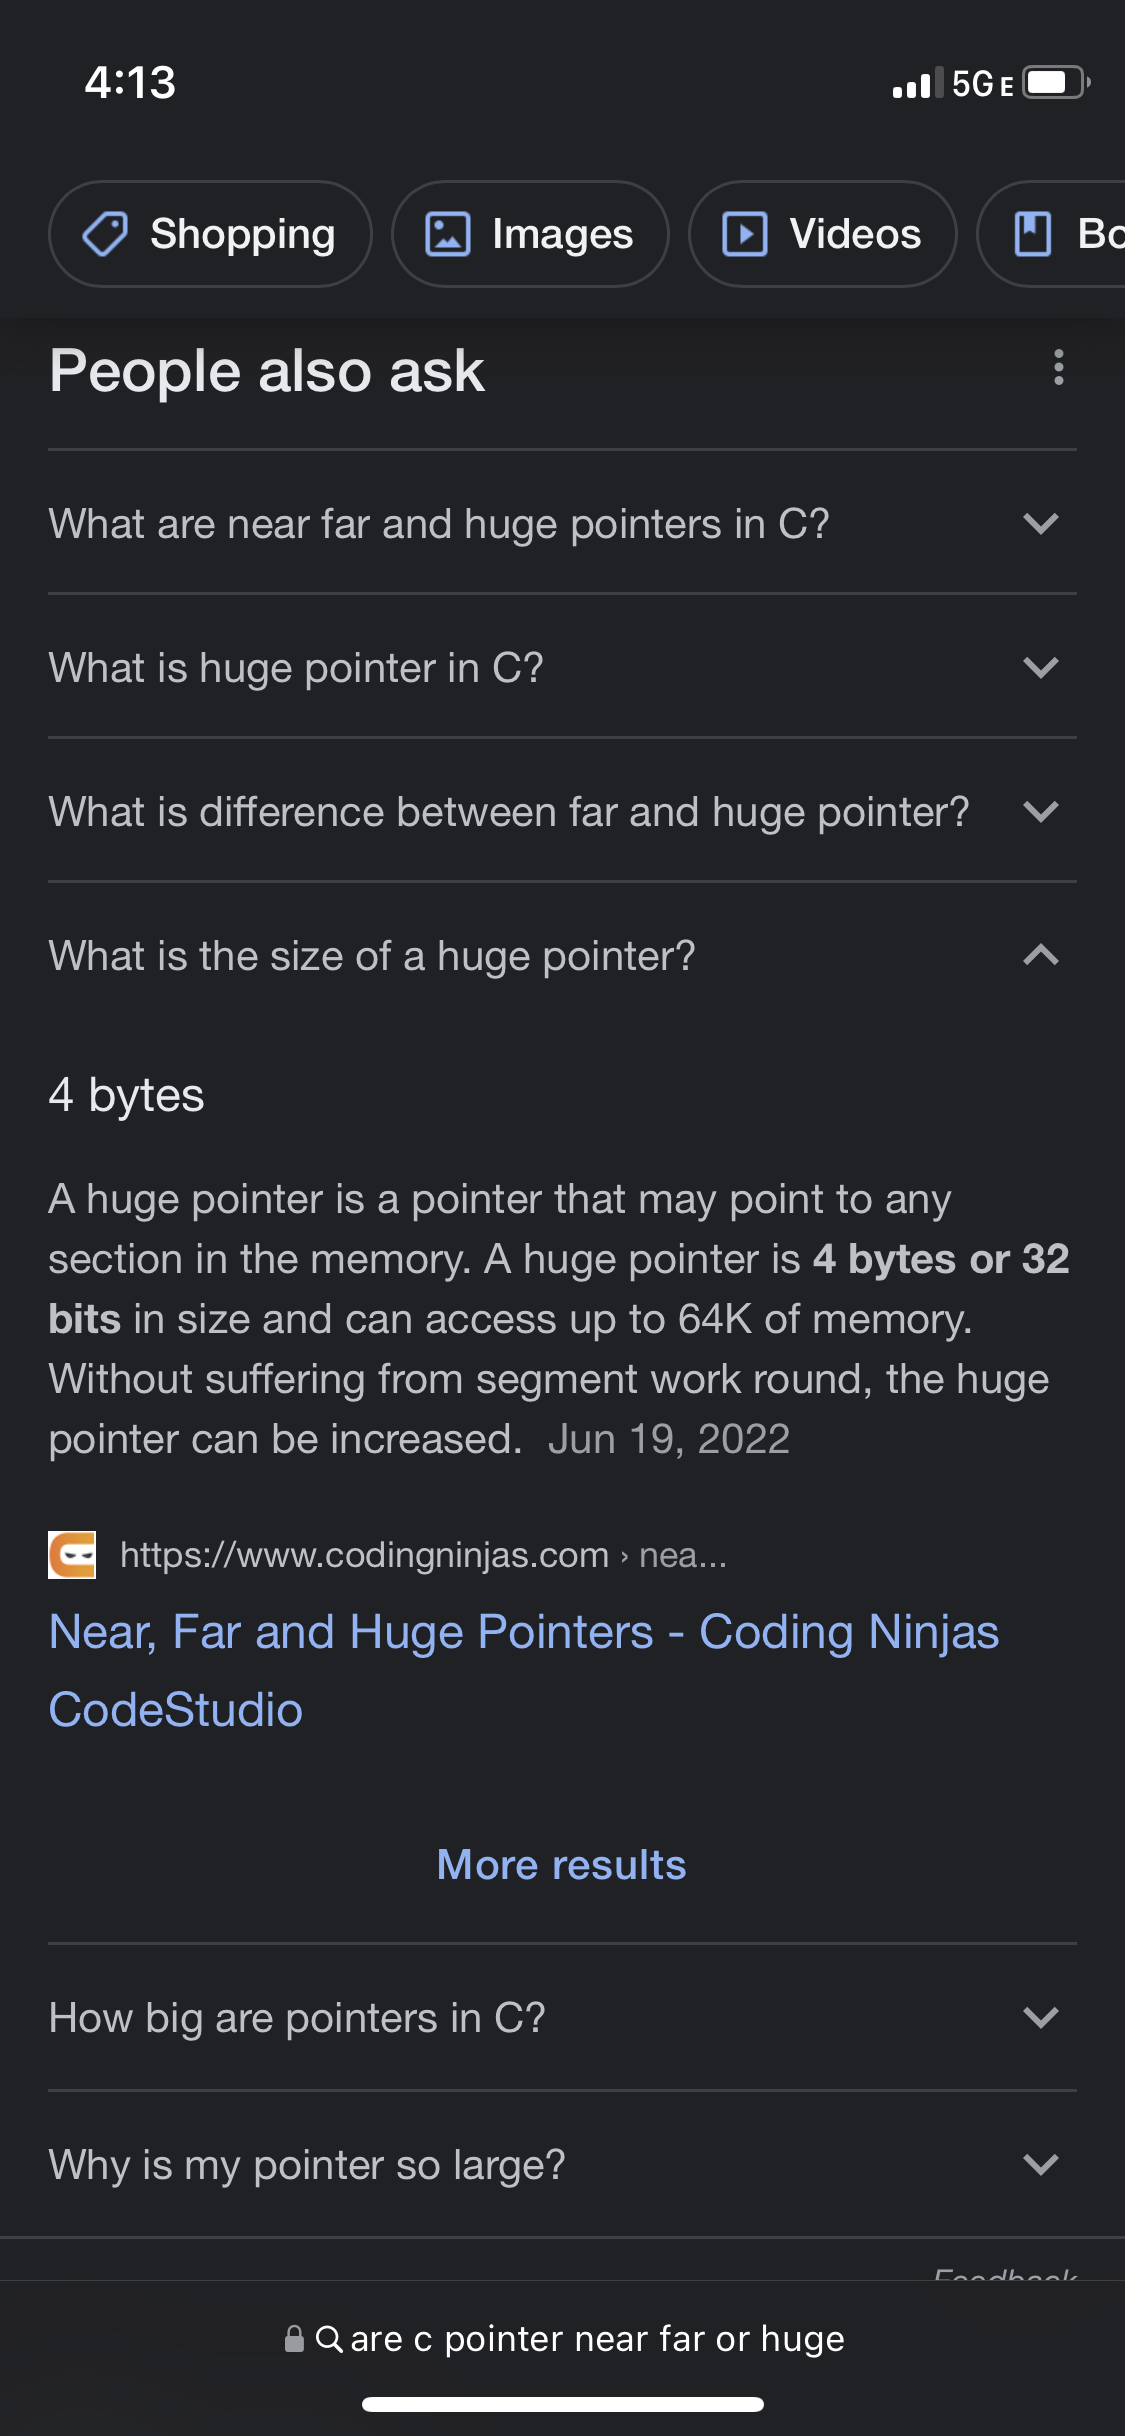 4:13
5G E
Shopping
Images
Videos
Bo
People also ask
What are near far and huge pointers in C?
What is huge pointer in C?
What is difference between far and huge pointer?
What is the size of a huge pointer?
4 bytes
A huge pointer is a pointer that may point to any
section in the memory. A huge pointer is 4 bytes or 32
bits in size and can access up to 64K of memory.
Without suffering from segment work round, the huge
pointer can be increased. Jun 19, 2022
https://www.codingninjas.com › nea...
Near, Far and Huge Pointers - Coding Ninjas
CodeStudio
More results
How big are pointers in C?
Why is my pointer so large?
Feedback
are c pointer near far or huge